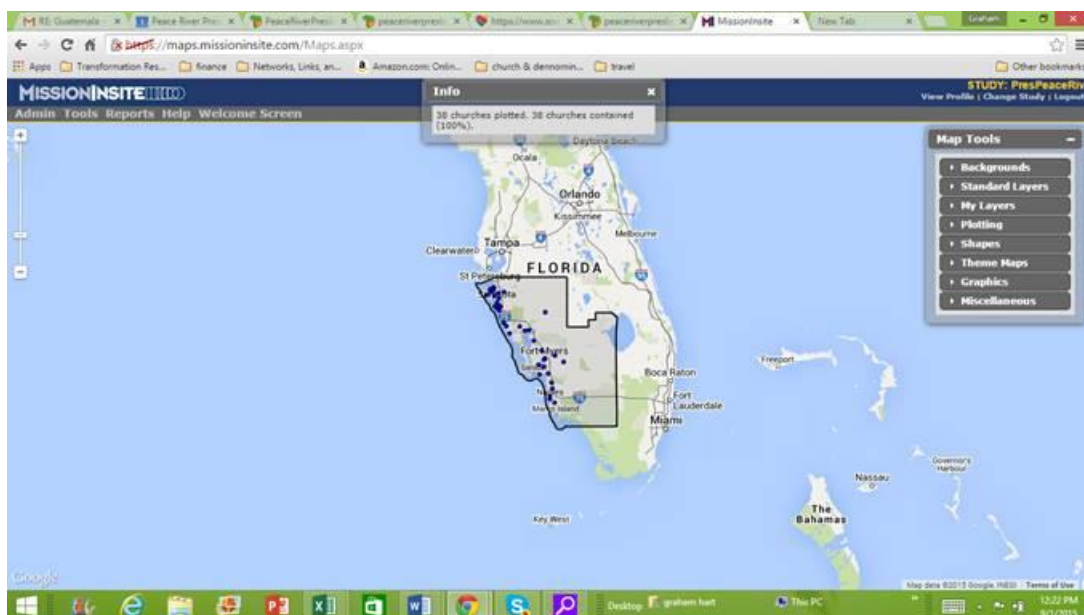 RE: Guatemala
Peace River Pre
PeaceRiverPresb
peaceriverpresb
https://www.
peaceriverpresb
MissionInsite
New Tab
Graham
https://maps.missioninsite.com/Maps.aspx
Apps Transformation Res... finance Networks, Links, an... Amazon.com: Onlin... church & dennomin... travel Other bookmark
MISSIONINSITE
STUDY: PresPeaceRiv
View Profile | Change Study | Logout
Admin Tools Reports Help Welcome Screen
Info
38 churches plotted. 38 churches contained
(100%).
Map Tools
Backgrounds
Standard Layers
My Layers
Plotting
Shapes
Theme Maps
Graphics
Miscellaneous
Daytona Beach
Ocala
Orlando
Kissimmee
Melbourne
Clearwater
Tampa
St Petersburg
FLORIDA
Fort Myers
Marco Island
Boca Raton
Fort
Lauderdale
Miami
Freeport
Key West
Nassau
Governor's
Harbour
The
Bahamas
Google
Map data ©2015 Google, INEGI Terms of Use
Desktop graham hart This PC
12:22 PM